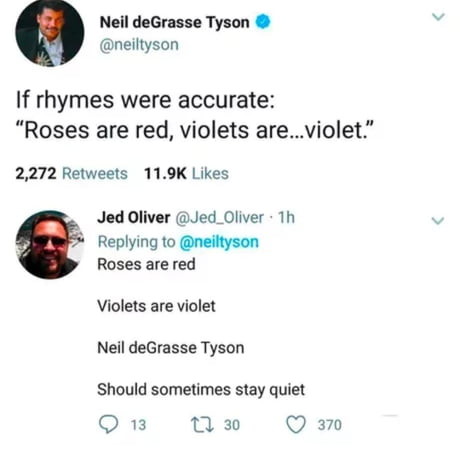 Neil deGrasse Tyson
@neiltyson
If rhymes were accurate:
“Roses are red, violets are...violet.”
2,272 Retweets 11.9K Likes
Jed Oliver @Jed_Oliver · 1h
Replying to @neiltyson
Roses are red
Violets are violet
Neil deGrasse Tyson
Should sometimes stay quiet
13 30 370